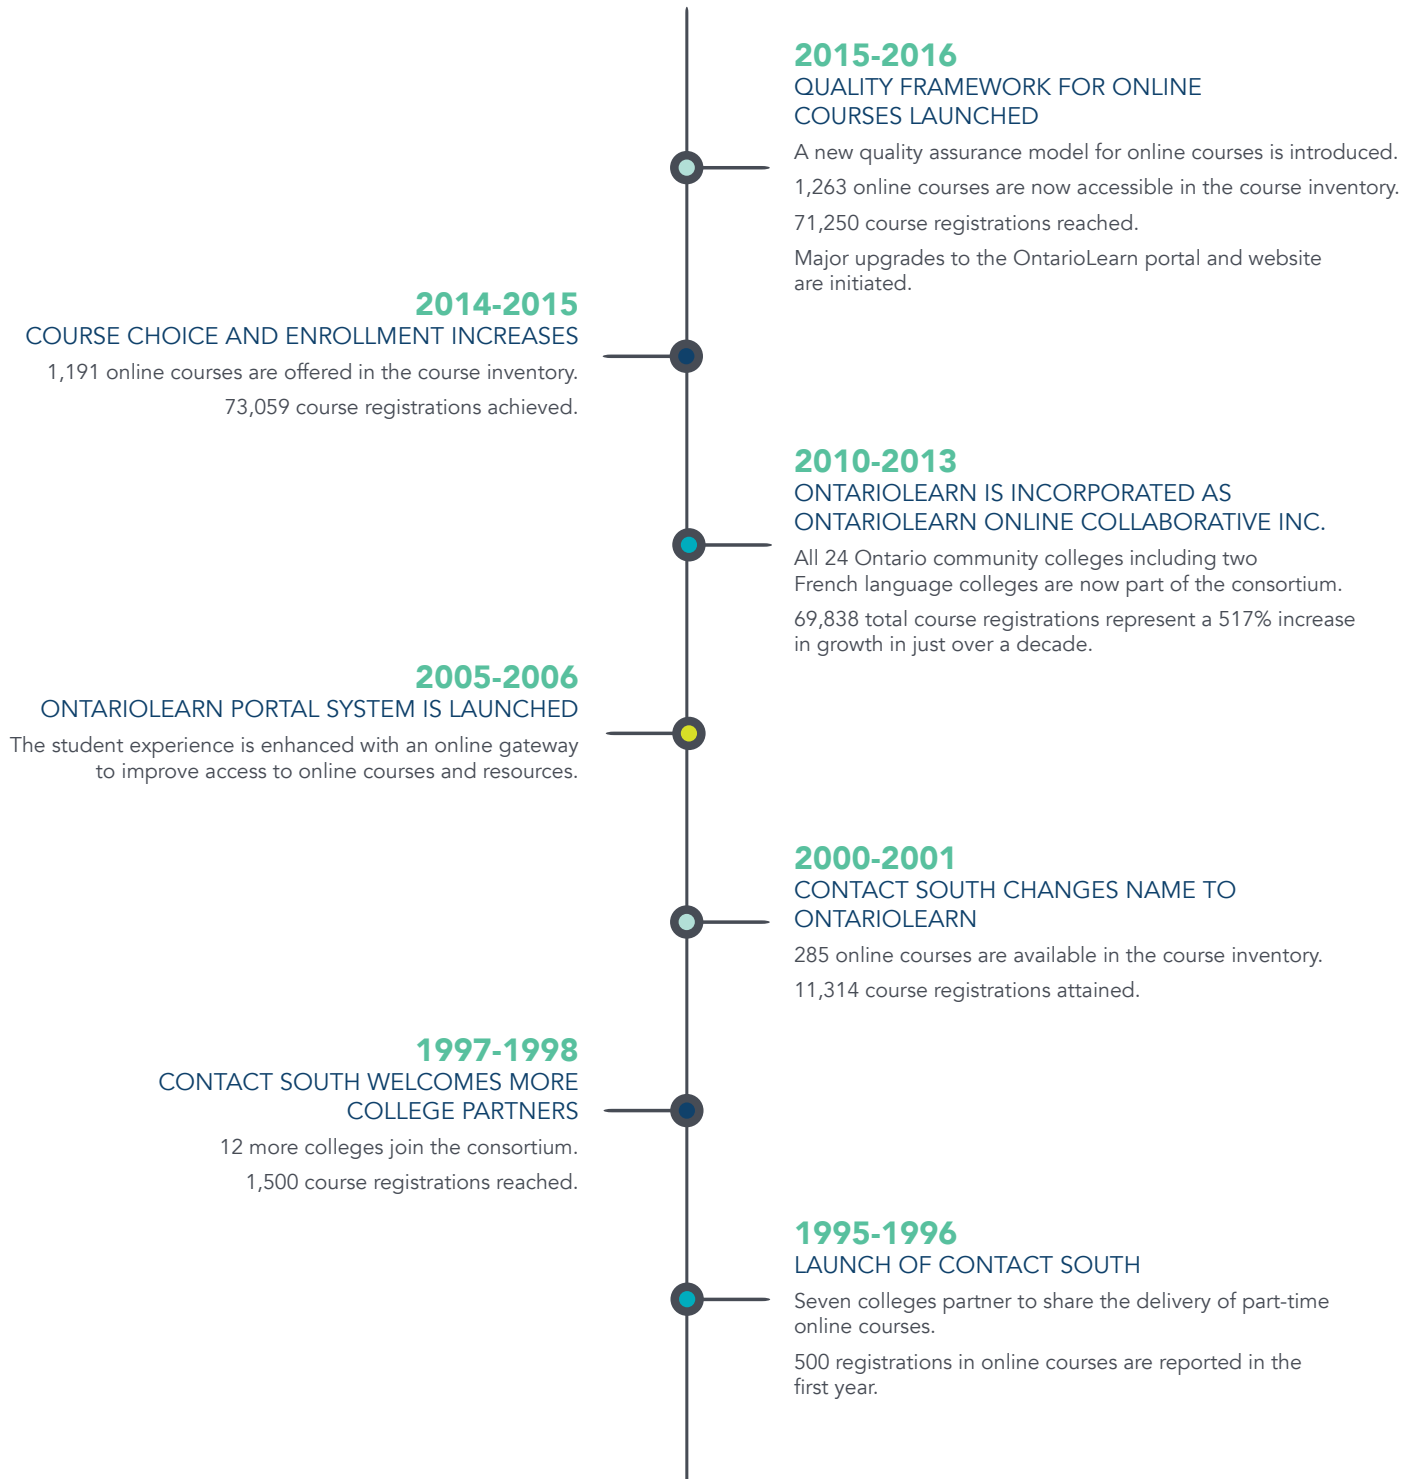 2015-2016
QUALITY FRAMEWORK FOR ONLINE
COURSES LAUNCHED
A new quality assurance model for online courses is introduced.
1,263 online courses are now accessible in the course inventory.
71,250 course registrations reached.
Major upgrades to the OntarioLearn portal and website
are initiated.
2014-2015
COURSE CHOICE AND ENROLLMENT INCREASES
1,191 online courses are offered in the course inventory.
73,059 course registrations achieved.
2010-2013
ONTARIOLEARN IS INCORPORATED AS
ONTARIOLEARN ONLINE COLLABORATIVE INC.
All 24 Ontario community colleges including two
French language colleges are now part of the consortium.
69,838 total course registrations represent a 517% increase
in growth in just over a decade.
2005-2006
ONTARIOLEARN PORTAL SYSTEM IS LAUNCHED
The student experience is enhanced with an online gateway
to improve access to online courses and resources.
2000-2001
CONTACT SOUTH CHANGES NAME TO
ONTARIOLEARN
285 online courses are available in the course inventory.
11,314 course registrations attained.
1997-1998
CONTACT SOUTH WELCOMES MORE
COLLEGE PARTNERS
12 more colleges join the consortium.
1,500 course registrations reached.
1995-1996
LAUNCH OF CONTACT SOUTH
Seven colleges partner to share the delivery of part-time
online courses.
500 registrations in online courses are reported in the
first year.